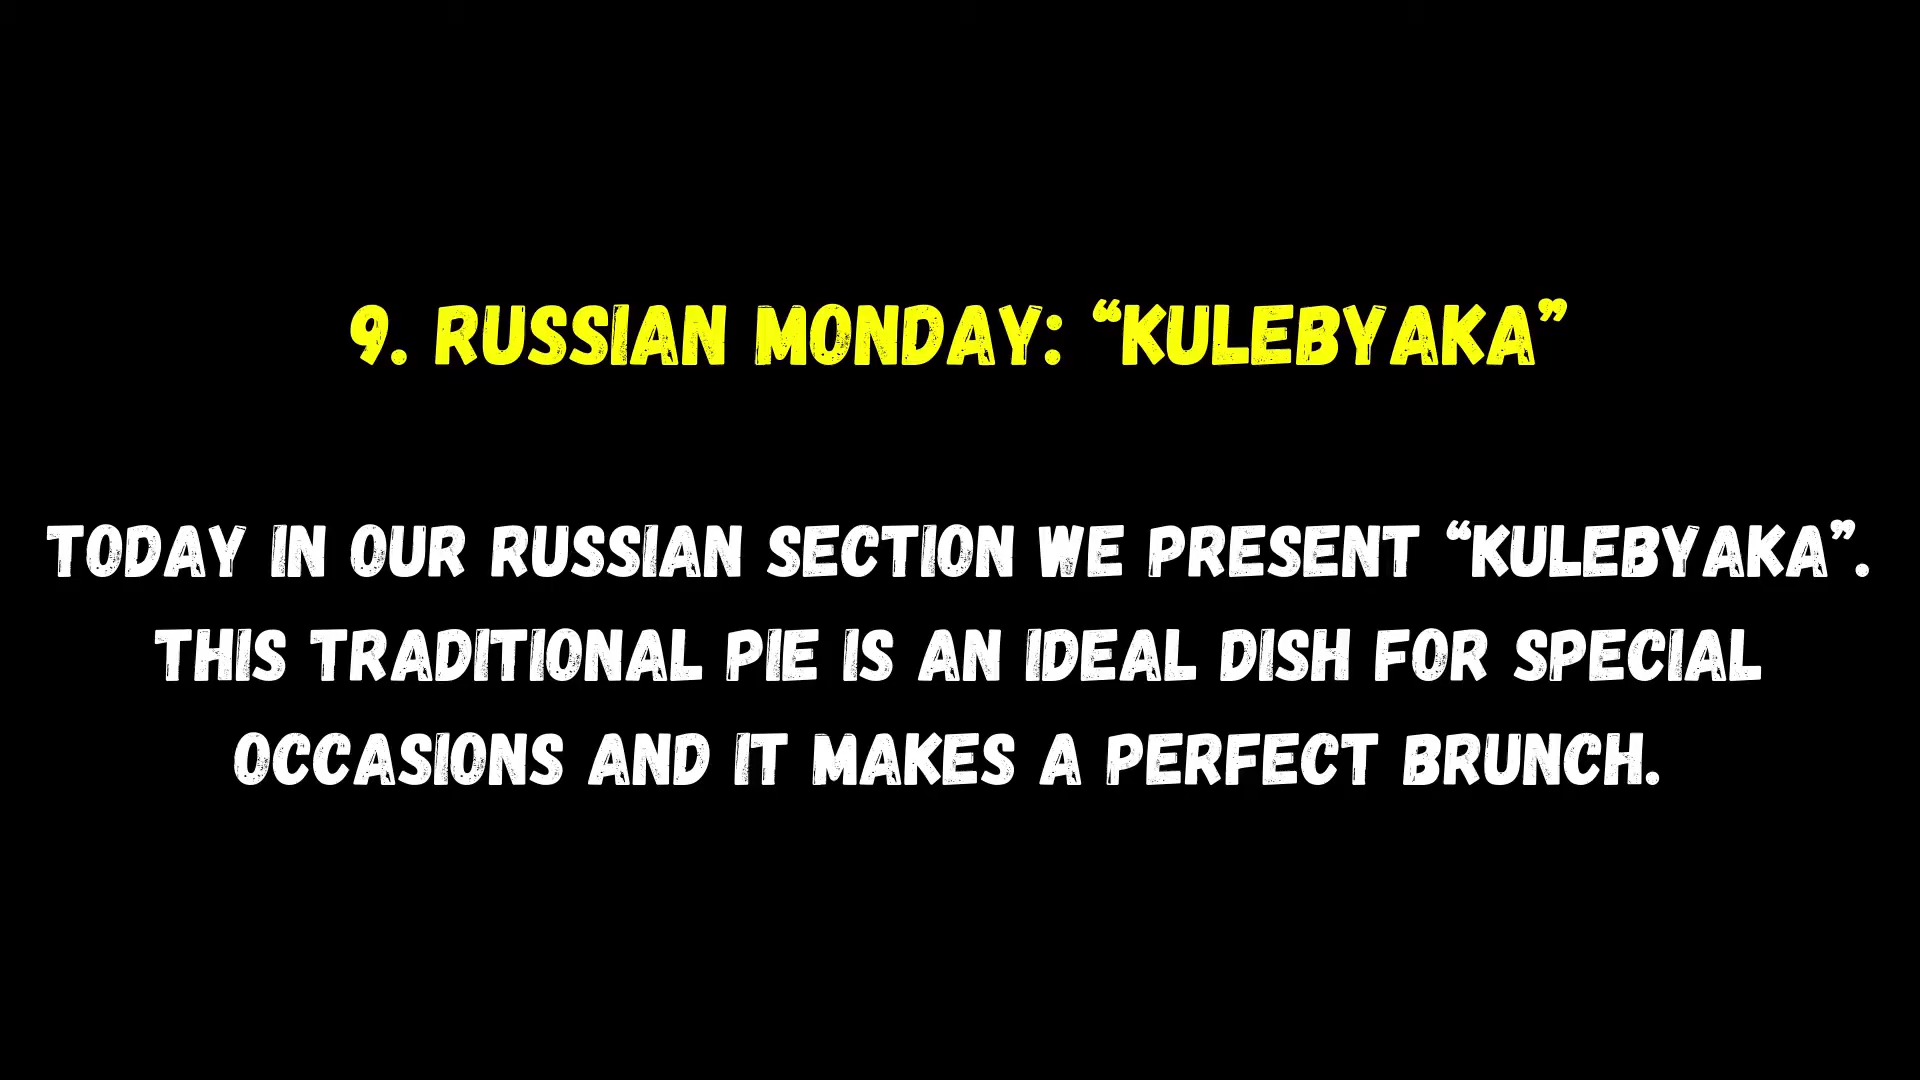 9. RUSSIAN MONDAY: “KULEBYAKA”
TODAY IN OUR RUSSIAN SECTION WE PRESENT “KULEBYAKA”.
THIS TRADITIONAL PIE IS AN IDEAL DISH FOR SPECIAL
OCCASIONS AND IT MAKES A PERFECT BRUNCH.